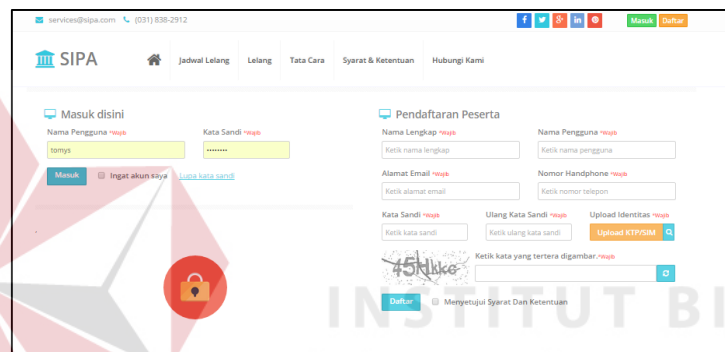 services@sipa.com (031) 838-2912
Masuk Daftar
SIPA Jadwal Lelang Lelang Tata Cara Syarat & Ketentuan Hubungi Kami
Masuk disini
Nama Pengguna *Wajib Kata Sandi *Wajib
tomys ••••••••
Masuk Ingat akun saya Lupa kata sandi
Pendaftaran Peserta
Nama Lengkap *Wajib Nama Pengguna *Wajib
Ketik nama lengkap Ketik nama pengguna
Alamat Email *Wajib Nomor Handphone *Wajib
Ketik alamat email Ketik nomor telepon
Kata Sandi *Wajib Ulang Kata Sandi *Wajib Upload Identitas *Wajib
Ketik kata sandi Ketik ulang kata sandi Upload KTP/SIM
Ketik kata yang tertera digambar.*Wajib
Daftar Menyetujui Syarat Dan Ketentuan
INSTITUT BI